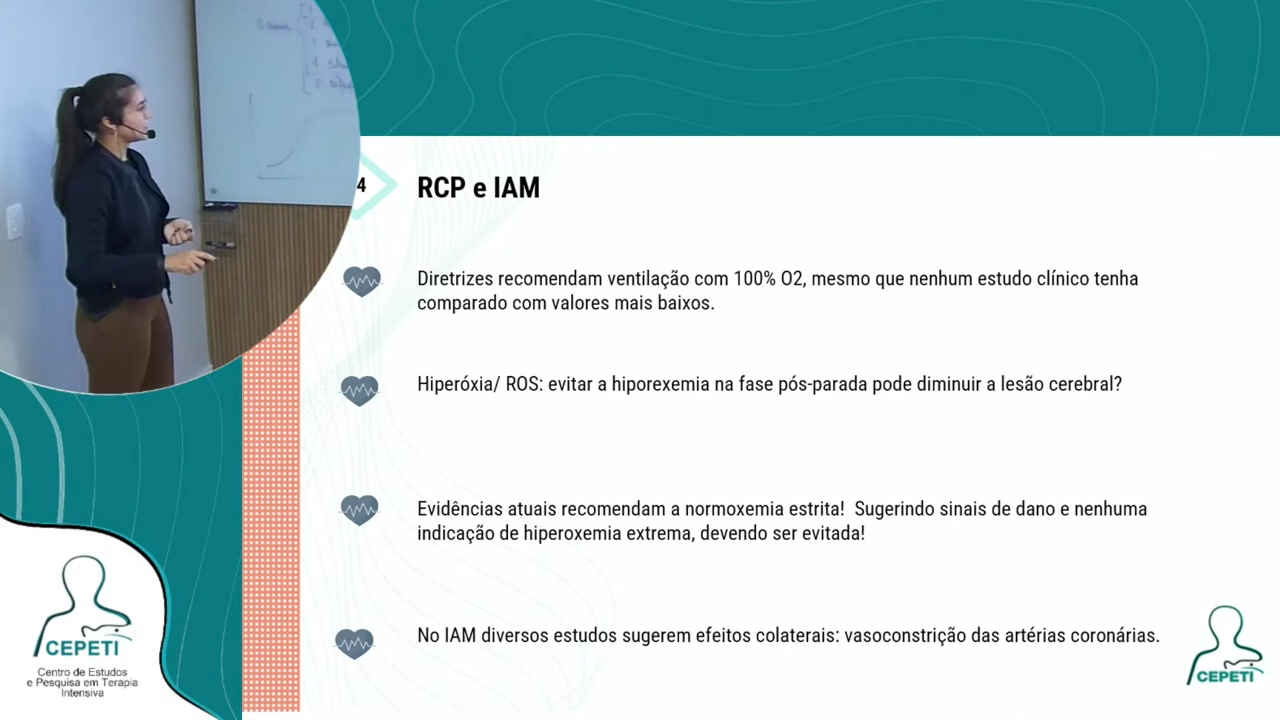 4
RCP e IAM
Diretrizes recomendam ventilação com 100% O2, mesmo que nenhum estudo clínico tenha
comparado com valores mais baixos.
Hiperóxia/ ROS: evitar a hiporexemia na fase pós-parada pode diminuir a lesão cerebral?
Evidências atuais recomendam a normoxemia estrita!  Sugerindo sinais de dano e nenhuma
indicação de hiperoxemia extrema, devendo ser evitada!
No IAM diversos estudos sugerem efeitos colaterais: vasoconstrição das artérias coronárias.
CEPETI
Centro de Estudos
e Pesquisa em Terapia
Intensiva
CEPETI